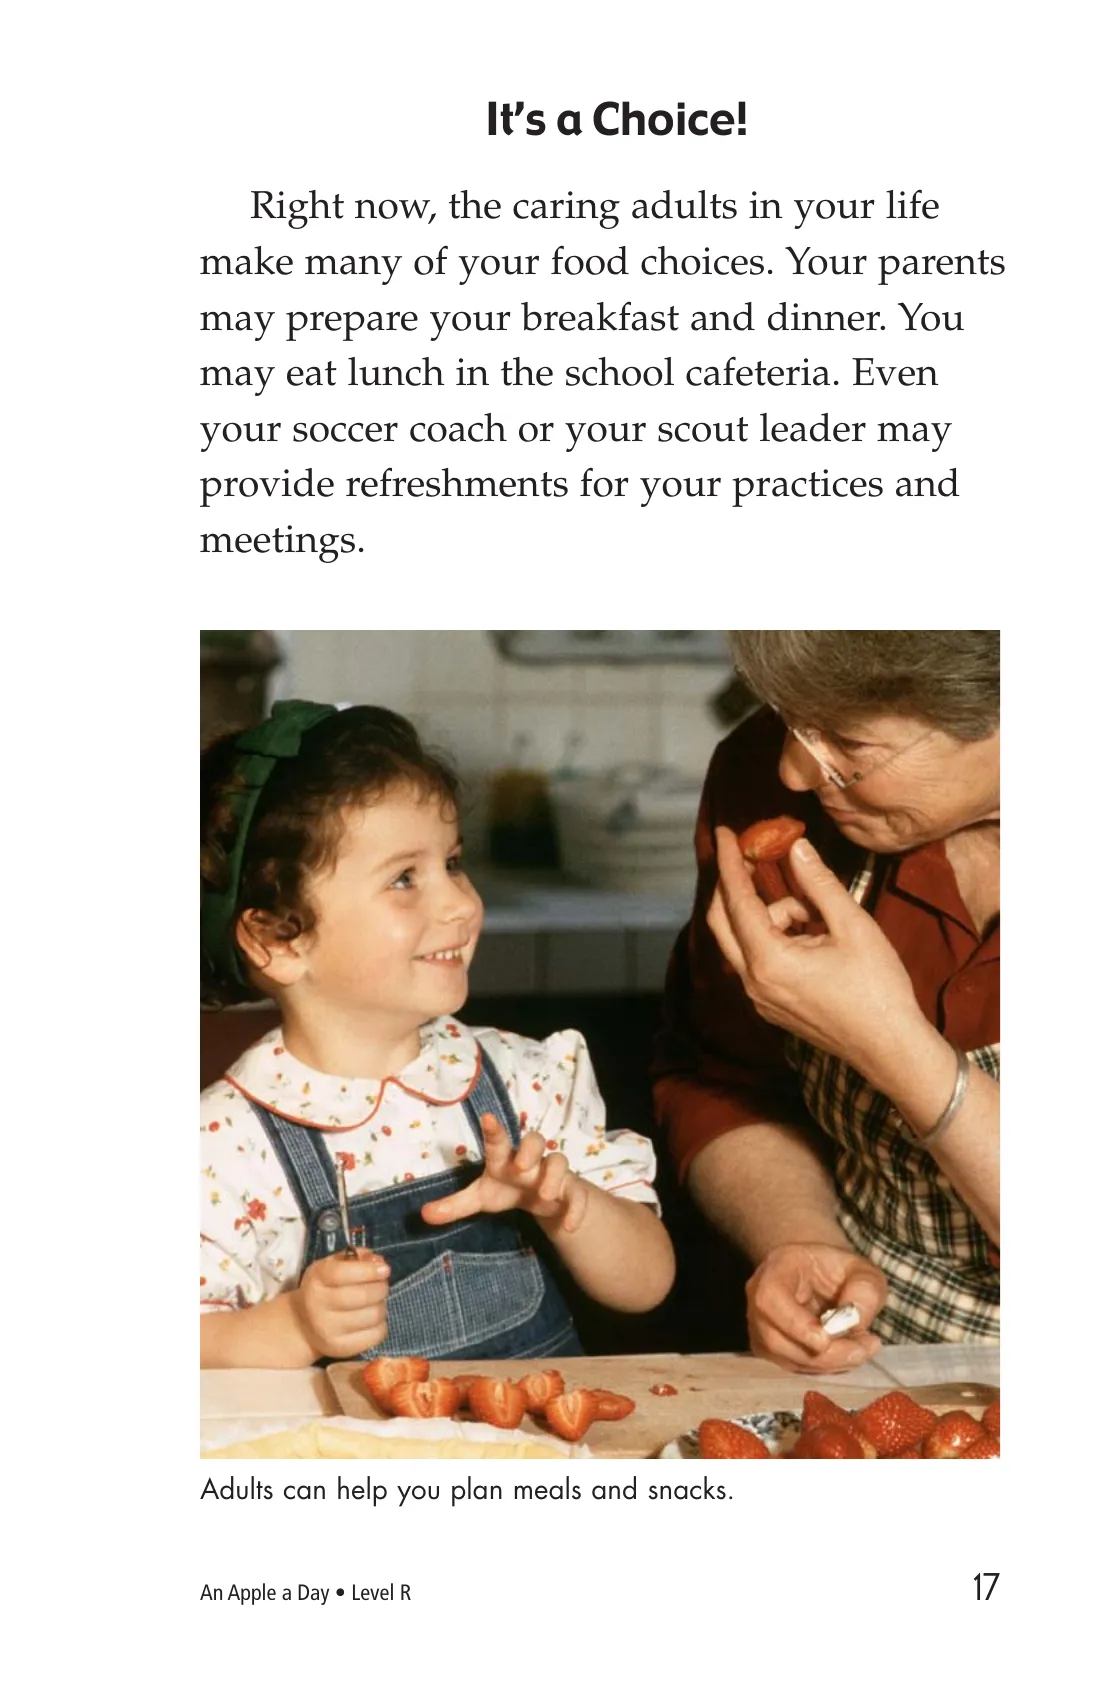 It's a Choice!
Right now, the caring adults in your life
make many of your food choices. Your parents
may prepare your breakfast and dinner. You
may eat lunch in the school cafeteria. Even
your soccer coach or your scout leader may
provide refreshments for your practices and
meetings.
Adults can help you plan meals and snacks.
An Apple a Day • Level R
17